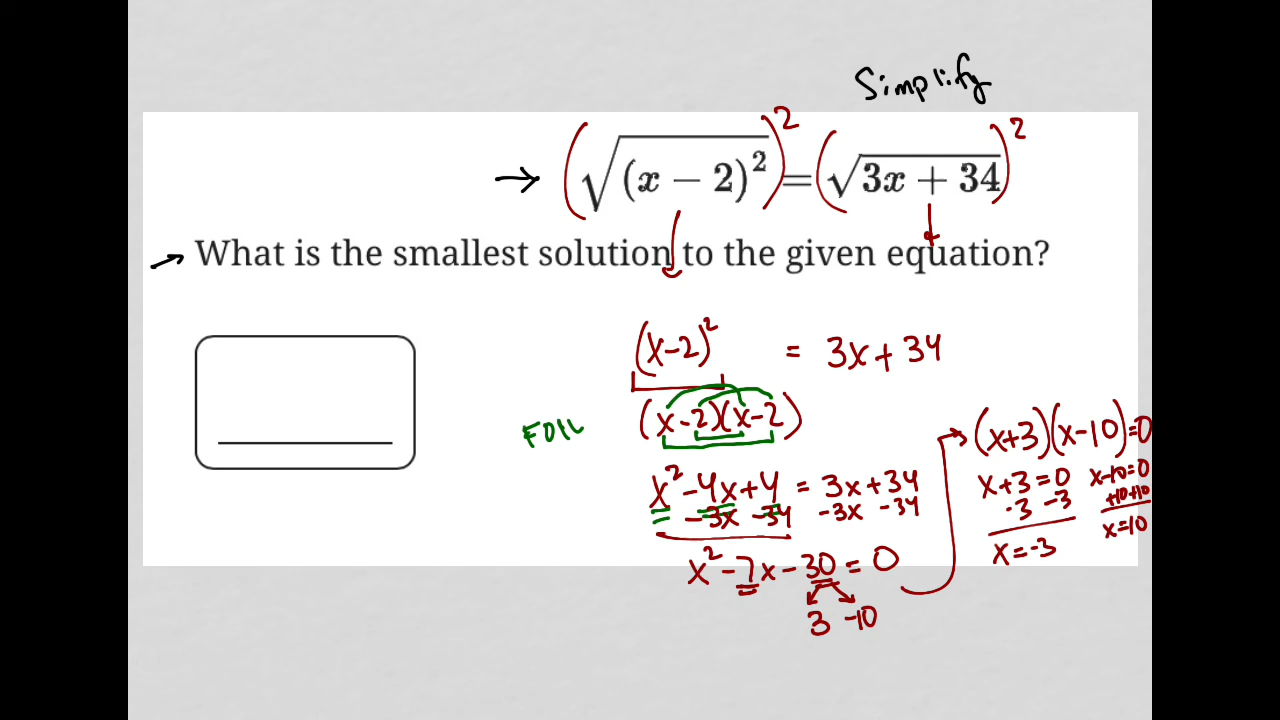 Simplify
→ (√(x − 2)²)² = (√3x + 34)²
→ What is the smallest solution to the given equation?
(x-2)² = 3x + 34
FOIL (x-2)(x-2)
x² - 4x + 4 = 3x + 34
-3x -34 -3x -34
x² - 7x - 30 = 0
3 -10
(x+3)(x-10)=0
x+3=0 x-10=0
-3 -3 +10 +10
x=-3 x=10